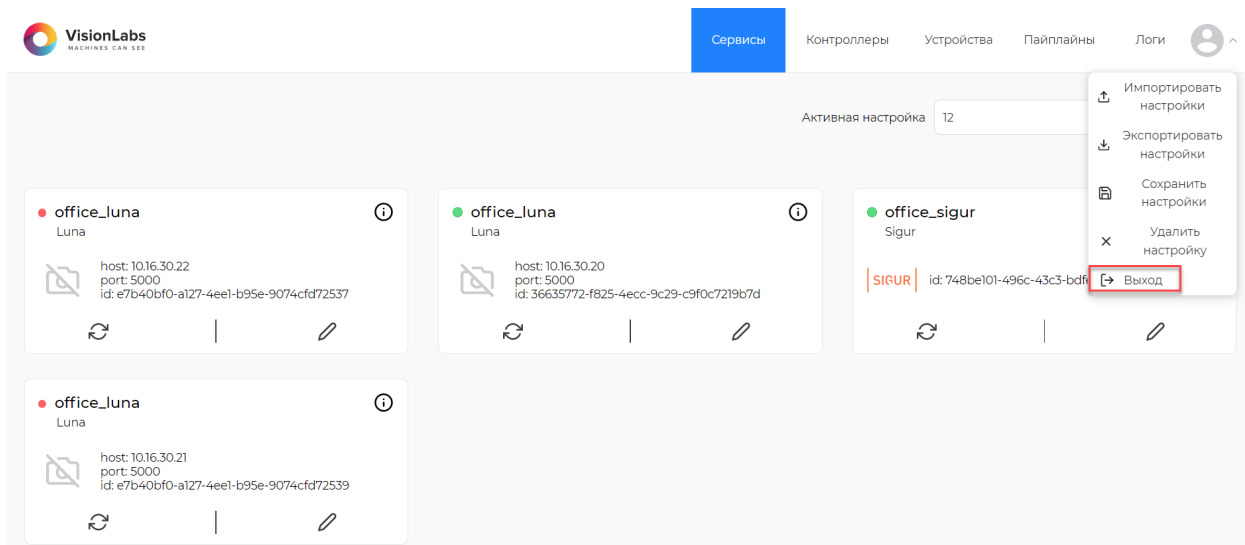 VisionLabs
MACHINES CAN SEE
Сервисы
Контроллеры
Устройства
Пайплайны
Логи
Импортировать
настройки
Экспортировать
настройки
Сохранить
настройки
Удалить
настройку
Выход
Активная настройка
12
office_luna
Luna
host: 10.16.30.22
port: 5000
id: e7b40bf0-a127-4ee1-b95e-9074cfd72537
office_luna
Luna
host: 10.16.30.20
port: 5000
id: 36635772-f825-4ecc-9c29-c9f0c7219b7d
office_sigur
Sigur
SIGUR
id: 748be101-496c-43c3-bdfe
office_luna
Luna
host: 10.16.30.21
port: 5000
id: e7b40bf0-a127-4ee1-b95e-9074cfd72539